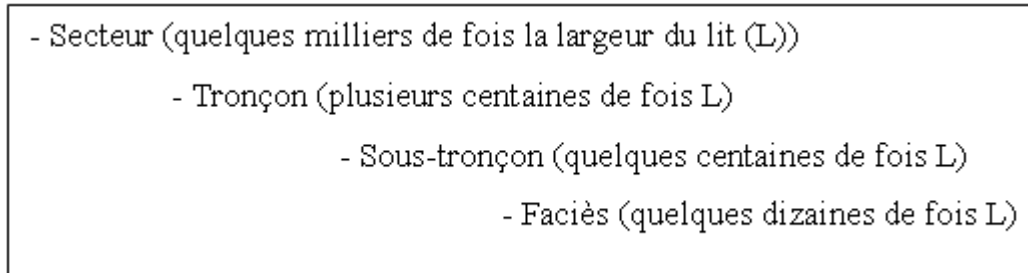 - Secteur (quelques milliers de fois la largeur du lit (L))
- Tronçon (plusieurs centaines de fois L)
- Sous-tronçon (quelques centaines de fois L)
- Faciès (quelques dizaines de fois L)